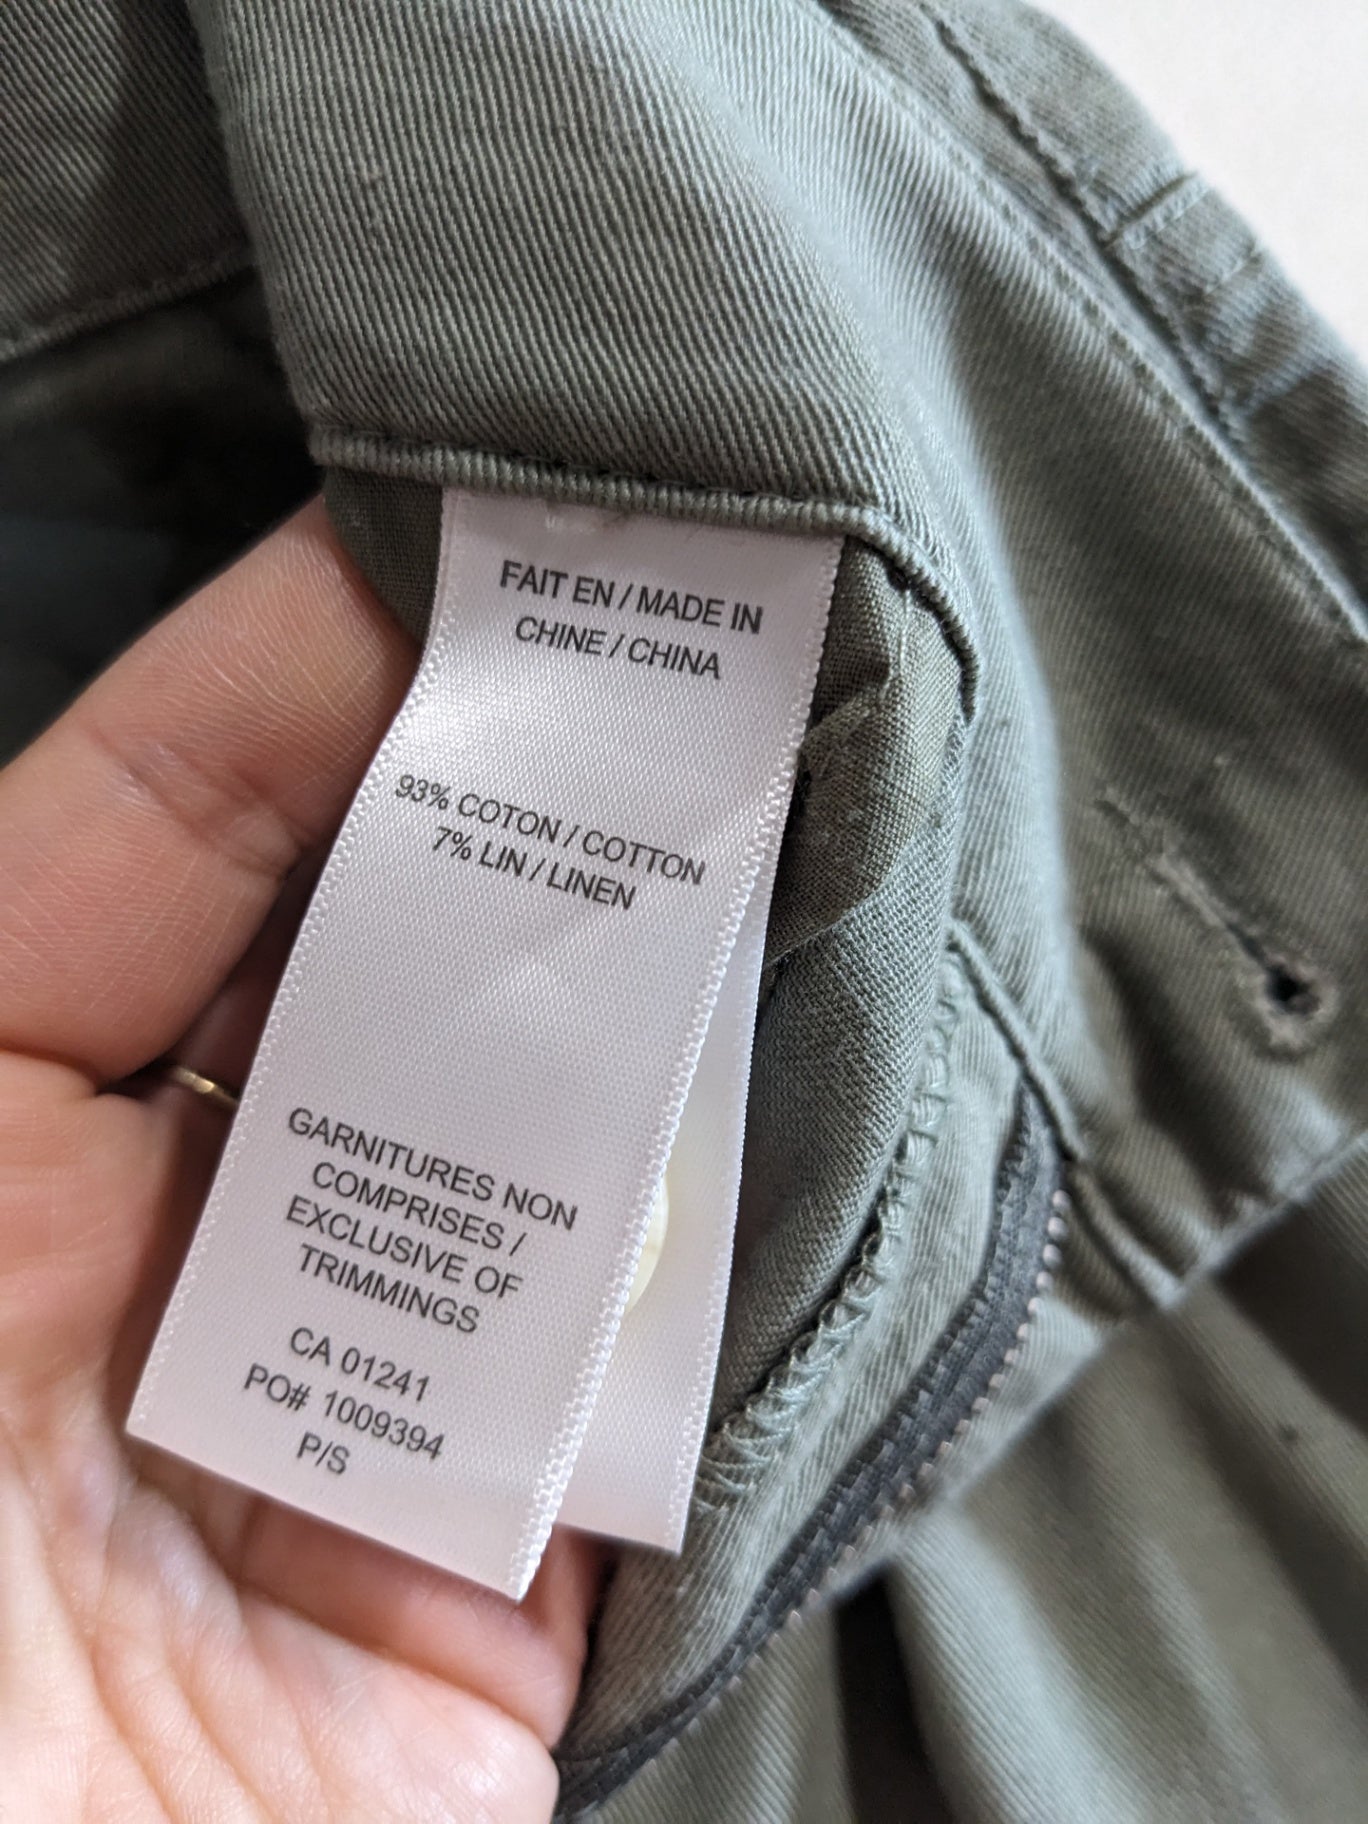 FAIT EN / MADE IN
CHINE / CHINA
93% COTON / COTTON
7% LIN / LINEN
GARNITURES NON
COMPRISES /
EXCLUSIVE OF
TRIMMINGS
CA 01241
PO# 1009394
P/S